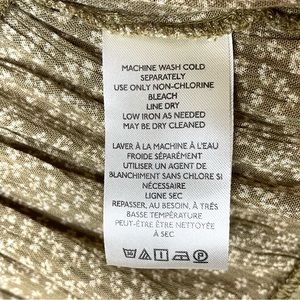 MACHINE WASH COLD
SEPARATELY
USE ONLY NON-CHLORINE
BLEACH
LINE DRY
LOW IRON AS NEEDED
MAY BE DRY CLEANED
LAVER À LA MACHINE À L'EAU
FROIDE SÉPARÉMENT
UTILISER UN AGENT DE
BLANCHIMENT SANS CHLORE SI
NÉCESSAIRE
LIGNE SEC
REPASSER, AU BESOIN, À TRÈS
BASSE TEMPÉRATURE
PEUT-ÊTRE ÊTRE NETTOYÉE
À SEC